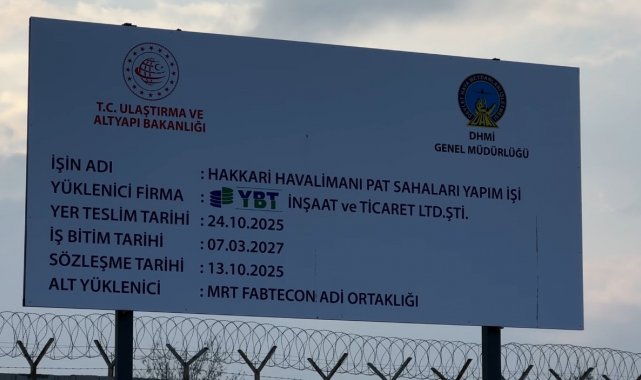 T.C. ULAŞTIRMA VE
ALTYAPI BAKANLIĞI
DHMİ
GENEL MÜDÜRLÜĞÜ
İŞİN ADI : HAKKARİ HAVALİMANI PAT SAHALARI YAPIM İŞİ
YÜKLENİCİ FİRMA : YBT İNŞAAT ve TİCARET LTD.ŞTİ.
YER TESLİM TARİHİ : 24.10.2025
İŞ BİTİM TARİHİ : 07.03.2027
SÖZLEŞME TARİHİ : 13.10.2025
ALT YÜKLENİCİ : MRT FABTECON ADİ ORTAKLIĞI